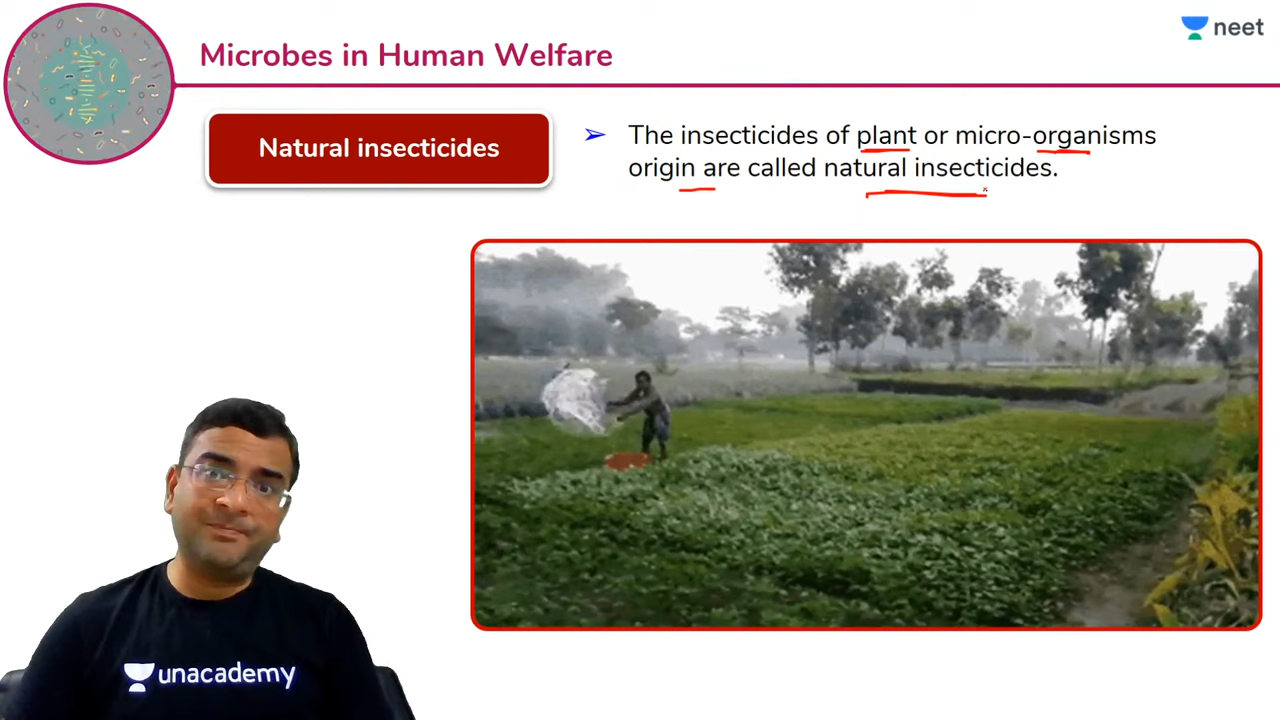 Microbes in Human Welfare
neet
Natural insecticides
The insecticides of plant or micro-organisms
origin are called natural insecticides.
unacademy